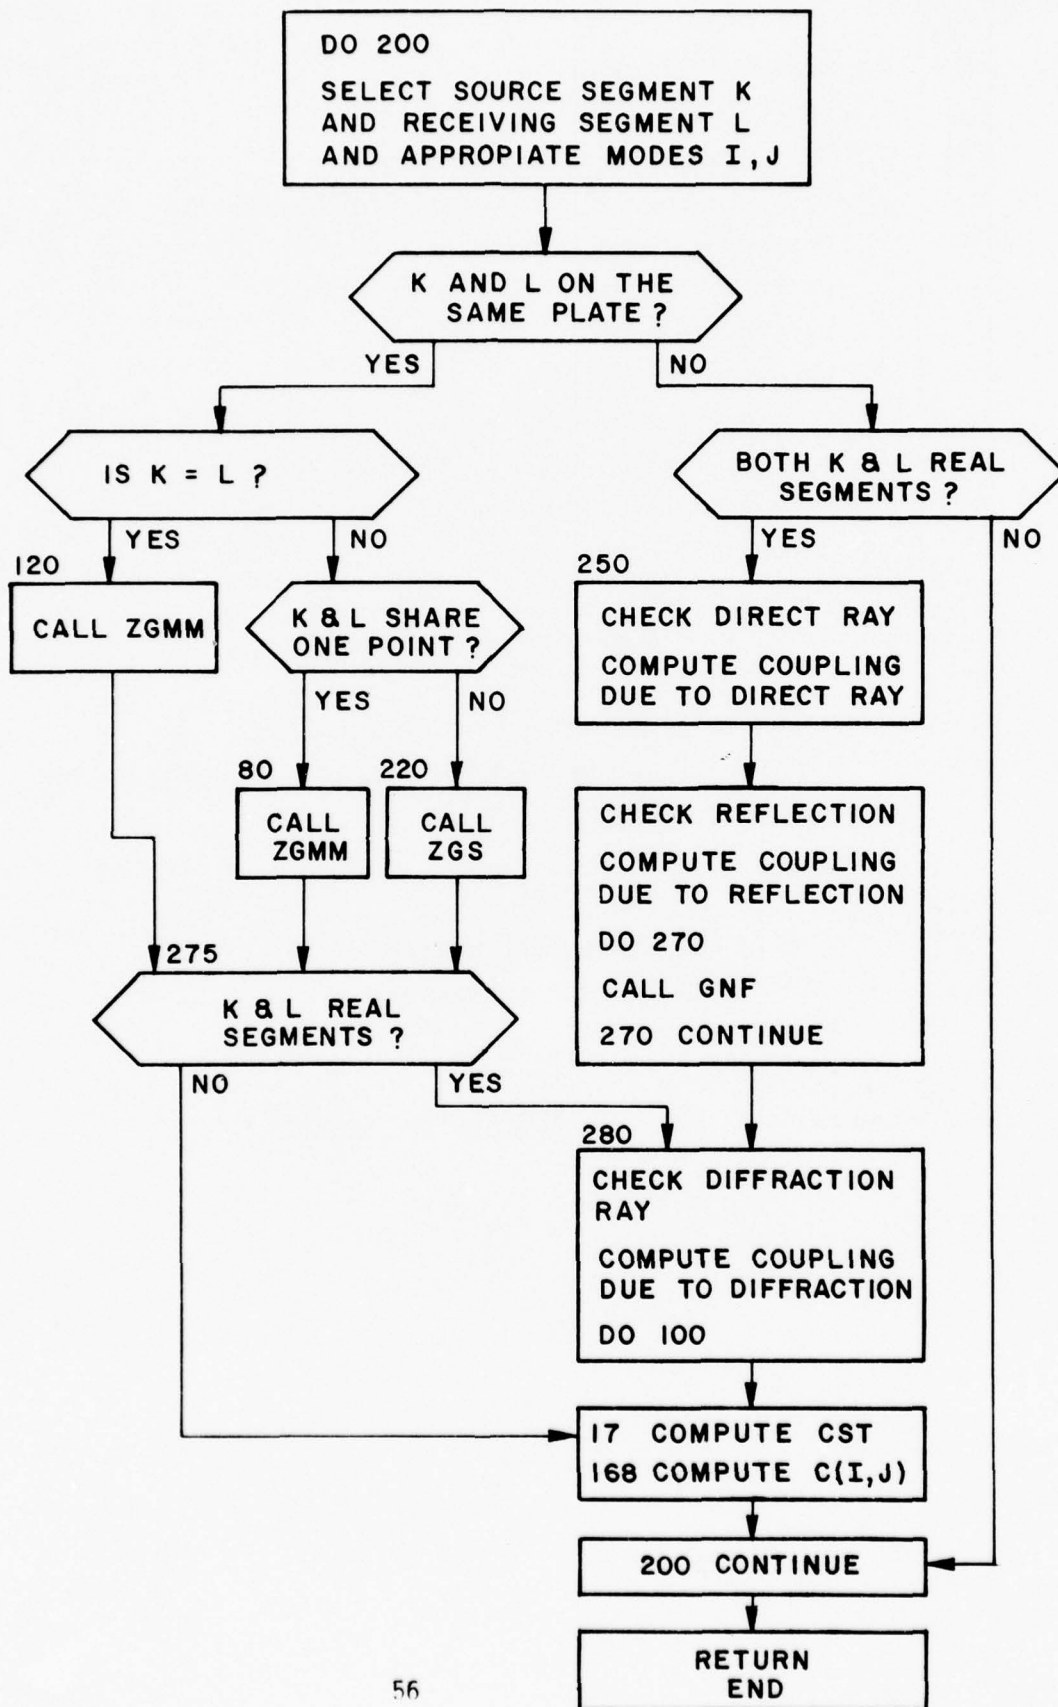 DO 200
SELECT SOURCE SEGMENT K
AND RECEIVING SEGMENT L
AND APPROPIATE MODES I, J
K AND L ON THE
SAME PLATE ?
YES
NO
IS K = L ?
BOTH K & L REAL
SEGMENTS ?
YES
NO
YES
NO
120
CALL ZGMM
K & L SHARE
ONE POINT ?
YES
NO
250
CHECK DIRECT RAY
COMPUTE COUPLING
DUE TO DIRECT RAY
80
CALL
ZGMM
220
CALL
ZGS
CHECK REFLECTION
COMPUTE COUPLING
DUE TO REFLECTION
DO 270
CALL GNF
270 CONTINUE
275
K & L REAL
SEGMENTS ?
NO
YES
280
CHECK DIFFRACTION
RAY
COMPUTE COUPLING
DUE TO DIFFRACTION
DO 100
17 COMPUTE CST
168 COMPUTE C(I,J)
200 CONTINUE
RETURN
END
56